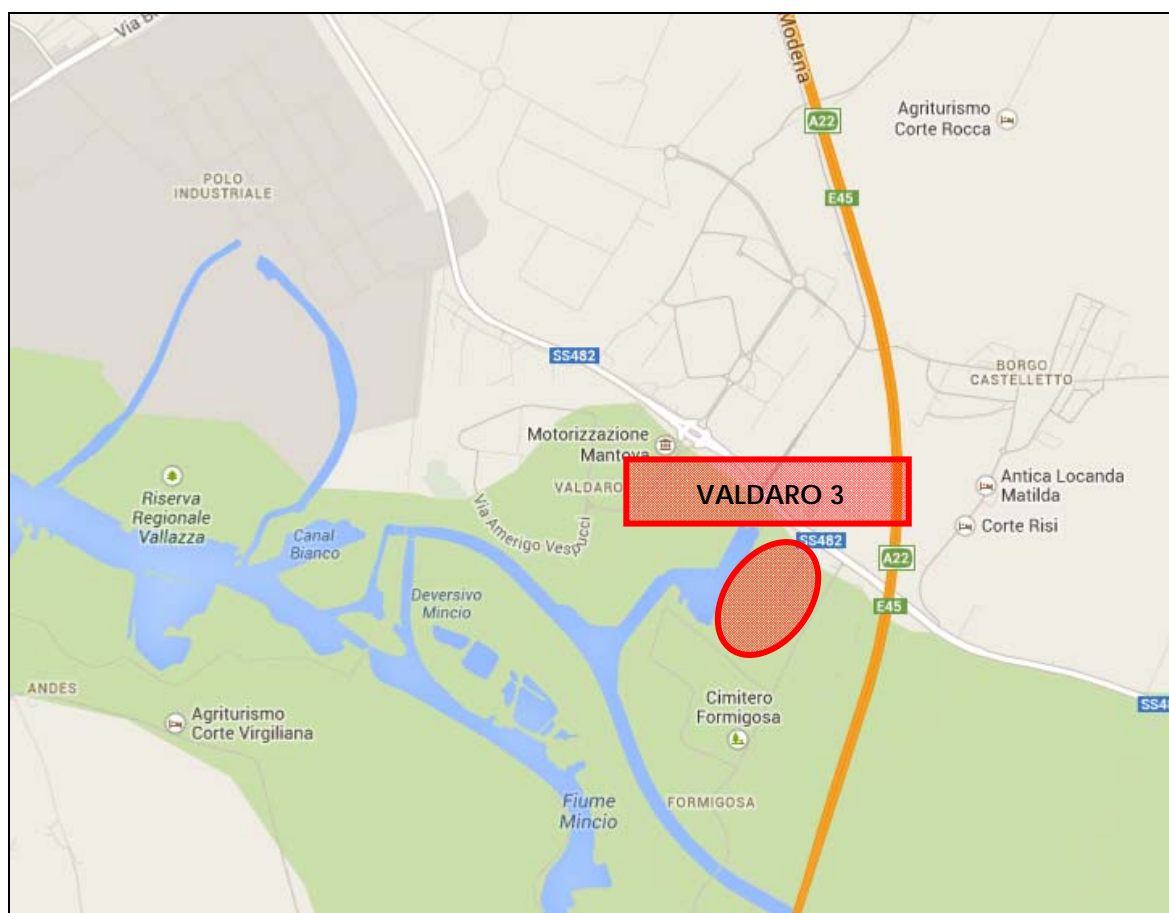 Via B
Modena
A22
Agriturismo
Corte Rocca
E45
POLO
INDUSTRIALE
SS482
BORGO
CASTELLETTO
Motorizzazione
Mantova
VALDARO 3
VALDARO
Antica Locanda
Matilda
Corte Risi
Riserva
Regionale
Vallazza
Canal
Bianco
Via Amerigo Vespucci
SS482
A22
E45
Deversivo
Mincio
ANDES
Agriturismo
Corte Virgiliana
Cimitero
Formigosa
SS48
Fiume
Mincio
FORMIGOSA